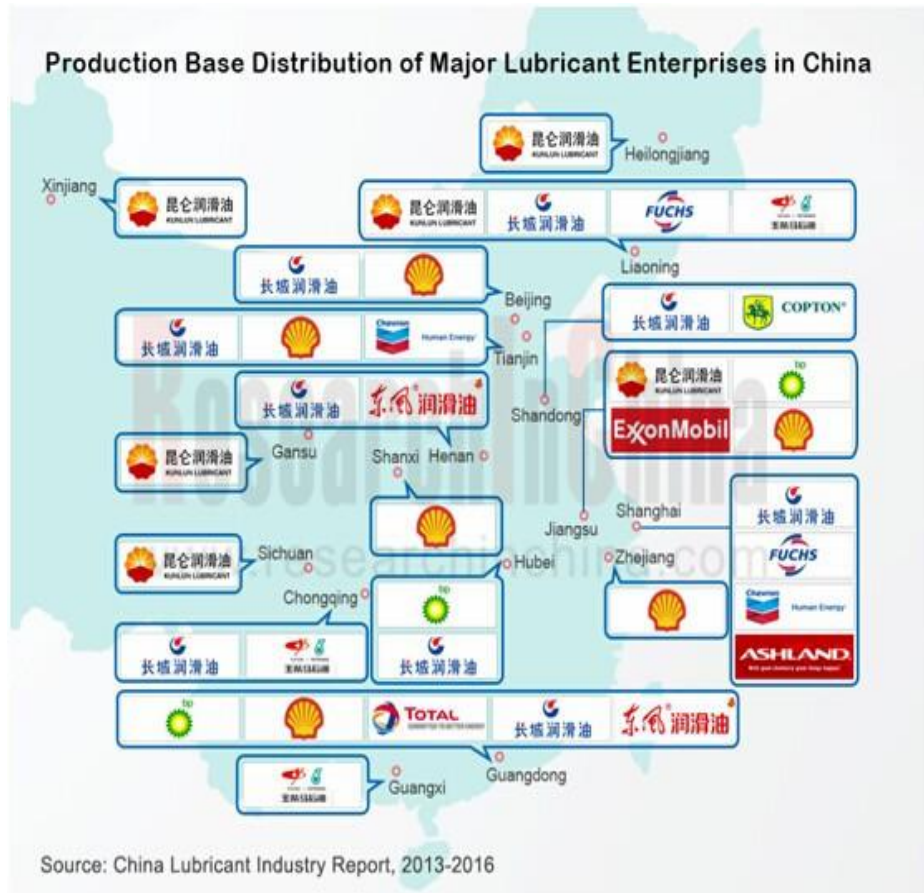 Production Base Distribution of Major Lubricant Enterprises in China
昆仑润滑油
KUNLUN LUBRICANT
Heilongjiang
Xinjiang
昆仑润滑油
KUNLUN LUBRICANT
昆仑润滑油
KUNLUN LUBRICANT
长城润滑油
FUCHS
Liaoning
长城润滑油
Beijing
长城润滑油
COPTON®
长城润滑油
Chevron
Human Energy
Tianjin
昆仑润滑油
KUNLUN LUBRICANT
bp
ExxonMobil
长城润滑油
东风润滑油
Shandong
Gansu
Shanxi
Henan
昆仑润滑油
KUNLUN LUBRICANT
ResearchInChina
Jiangsu
Shanghai
长城润滑油
www.researchinchina.com
Sichuan
昆仑润滑油
KUNLUN LUBRICANT
Hubei
Zhejiang
FUCHS
Chongqing
bp
Chevron
Human Energy
长城润滑油
长城润滑油
ASHLAND
bp
TOTAL
长城润滑油
东风润滑油
Guangdong
Guangxi
Source: China Lubricant Industry Report, 2013-2016